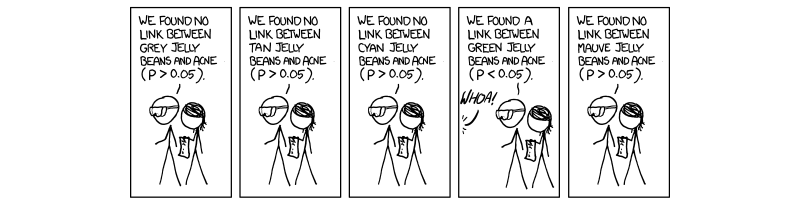 WE FOUND NO
LINK BETWEEN
GREY JELLY
BEANS AND ACNE
(P > 0.05).
WE FOUND NO
LINK BETWEEN
TAN JELLY
BEANS AND ACNE
(P > 0.05).
WE FOUND NO
LINK BETWEEN
CYAN JELLY
BEANS AND ACNE
(P > 0.05).
WE FOUND A
LINK BETWEEN
GREEN JELLY
BEANS AND ACNE
(P < 0.05).
WHOA!
WE FOUND NO
LINK BETWEEN
MAUVE JELLY
BEANS AND ACNE
(P > 0.05).